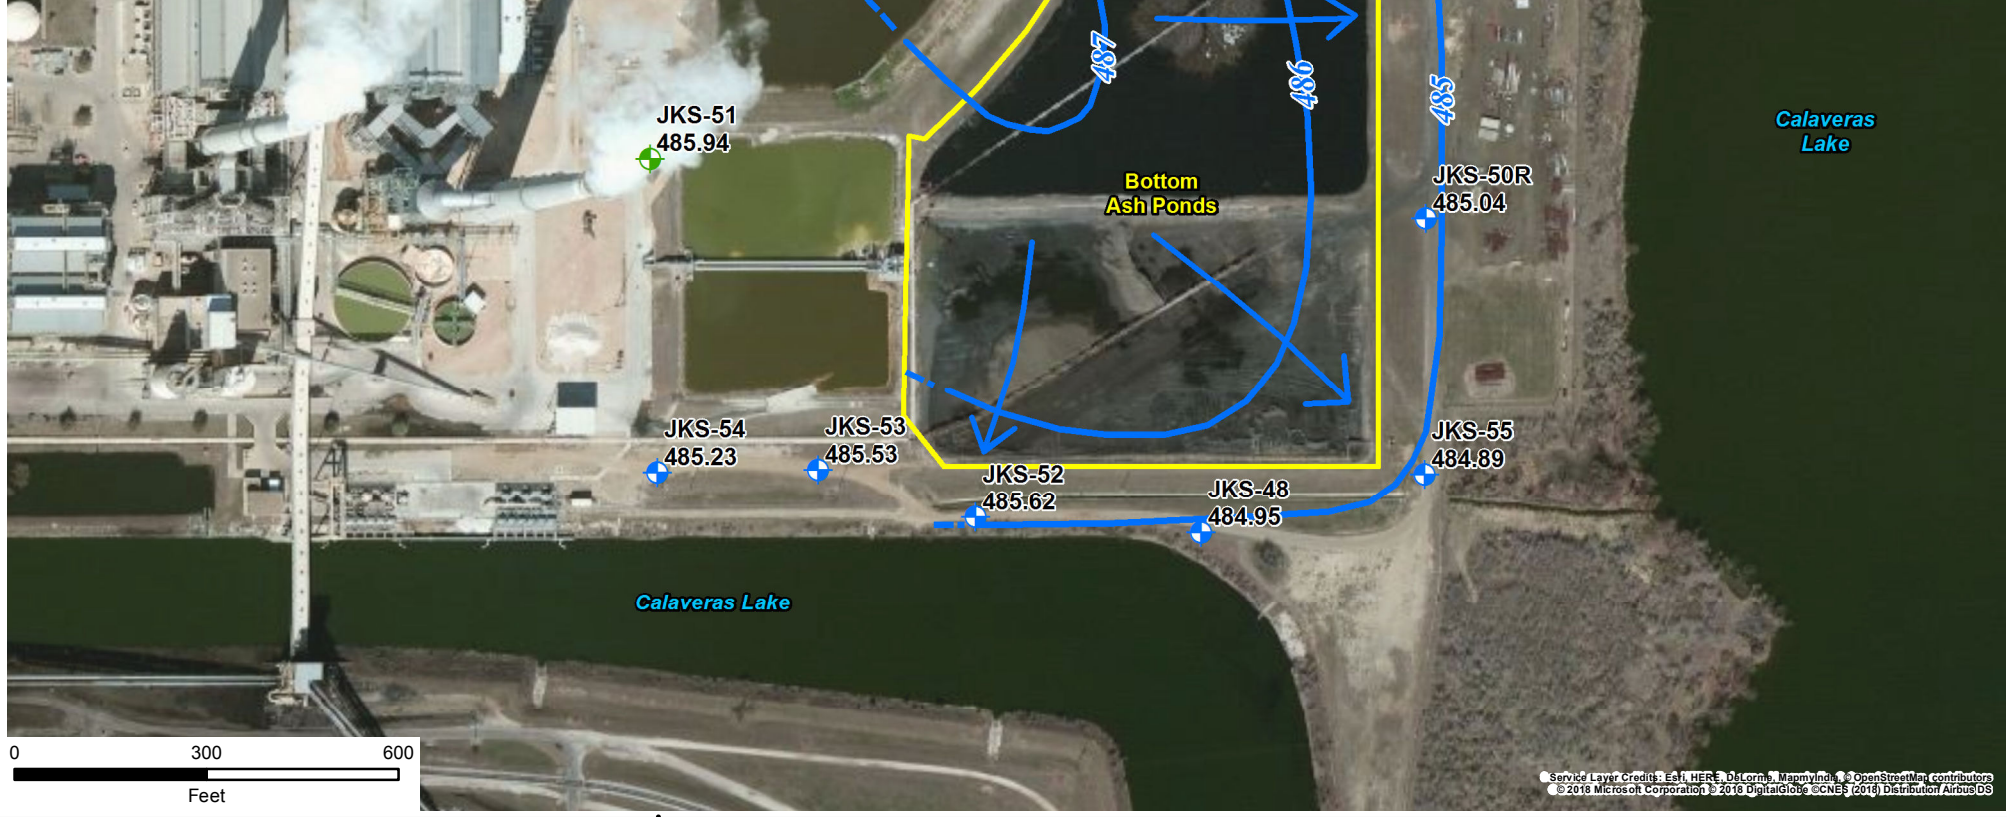 487
486
485
JKS-51
485.94
Calaveras
Lake
Bottom
Ash Ponds
JKS-50R
485.04
JKS-54
485.23
JKS-53
485.53
JKS-55
484.89
JKS-52
485.62
JKS-48
484.95
Calaveras Lake
0 300 600
Feet
Service Layer Credits: Esri, HERE, DeLorme, MapmyIndia, © OpenStreetMap contributors
© 2018 Microsoft Corporation © 2018 DigitalGlobe ©CNES (2018) Distribution Airbus DS